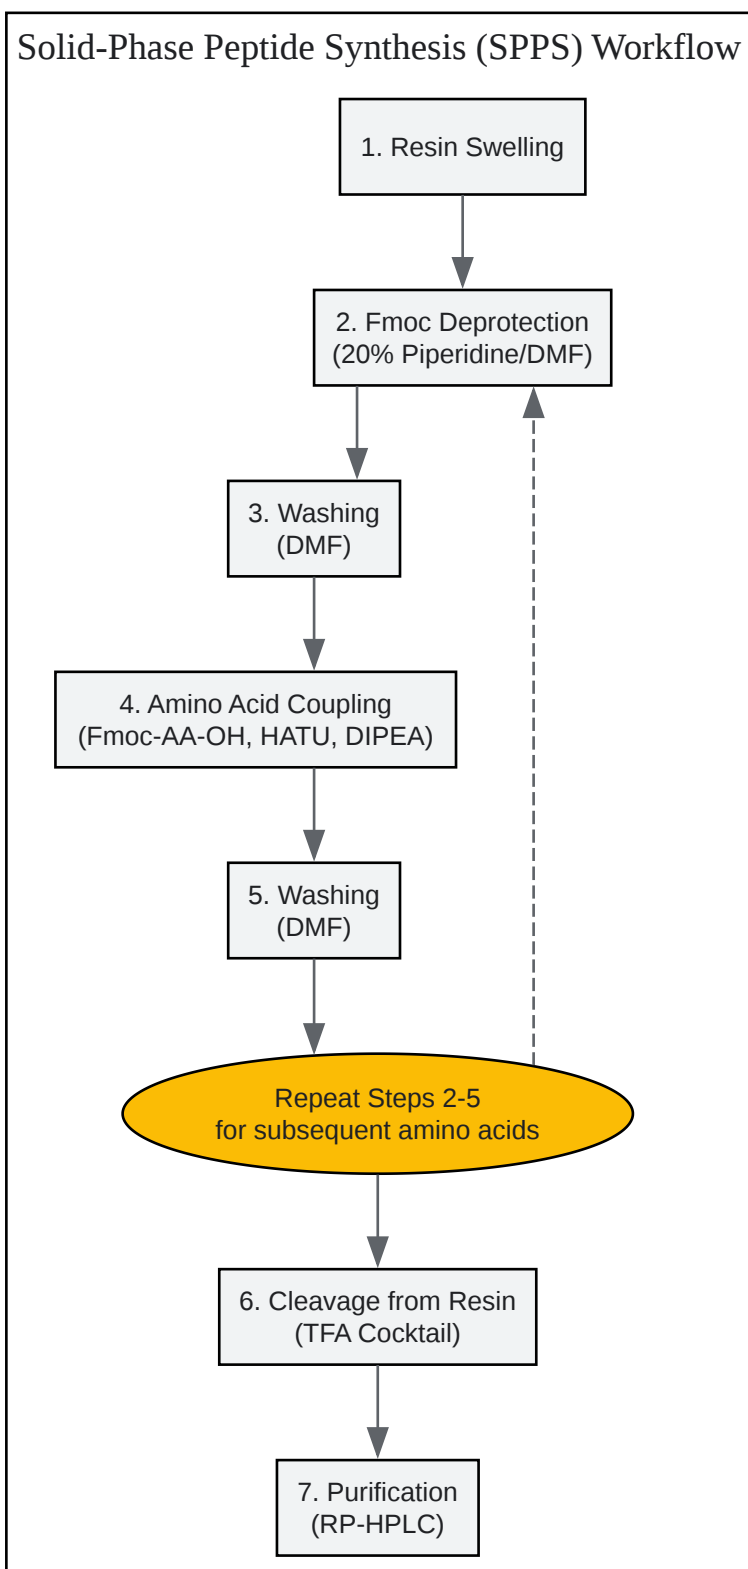 Solid-Phase Peptide Synthesis (SPPS) Workflow
1. Resin Swelling
2. Fmoc Deprotection
(20% Piperidine/DMF)
3. Washing
(DMF)
4. Amino Acid Coupling
(Fmoc-AA-OH, HATU, DIPEA)
5. Washing
(DMF)
Repeat Steps 2-5
for subsequent amino acids
6. Cleavage from Resin
(TFA Cocktail)
7. Purification
(RP-HPLC)